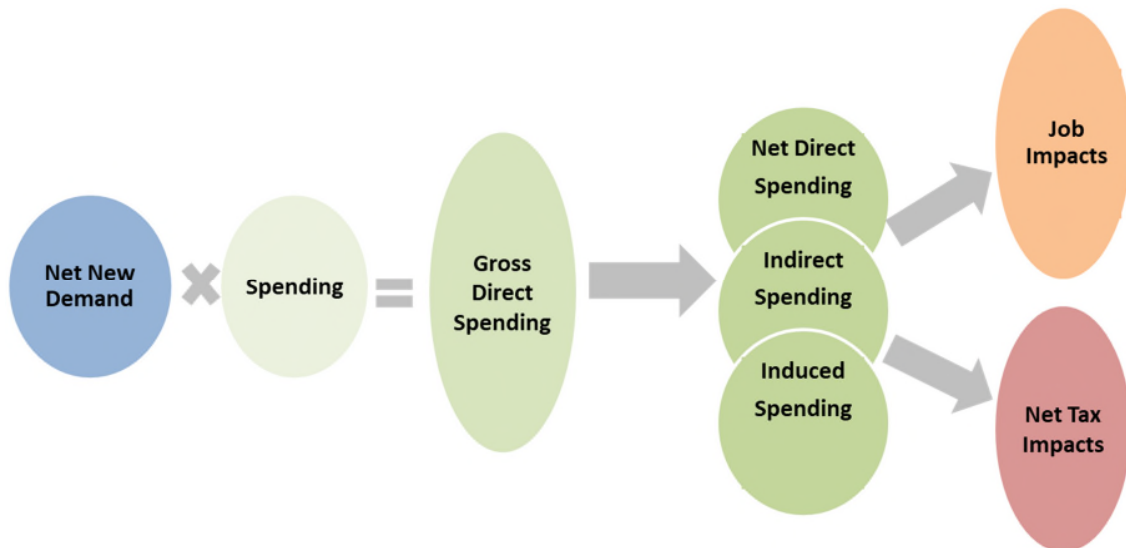 Net New
Demand
Spending
Gross
Direct
Spending
Net Direct
Spending
Indirect
Spending
Induced
Spending
Job
Impacts
Net Tax
Impacts